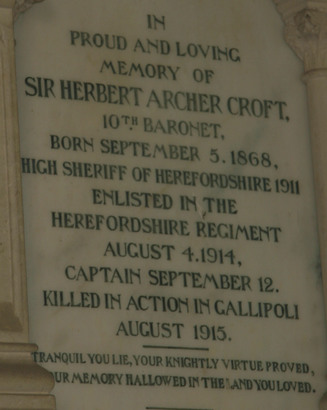 IN
PROUD AND LOVING
MEMORY OF
SIR HERBERT ARCHER CROFT,
10TH BARONET,
BORN SEPTEMBER 5.1868,
HIGH SHERIFF OF HEREFORDSHIRE 1911
ENLISTED IN THE
HEREFORDSHIRE REGIMENT
AUGUST 4.1914,
CAPTAIN SEPTEMBER 12.
KILLED IN ACTION IN GALLIPOLI
AUGUST 1915.
TRANQUIL YOU LIE, YOUR KNIGHTLY VIRTUE PROVED,
YOUR MEMORY HALLOWED IN THE LAND YOU LOVED.